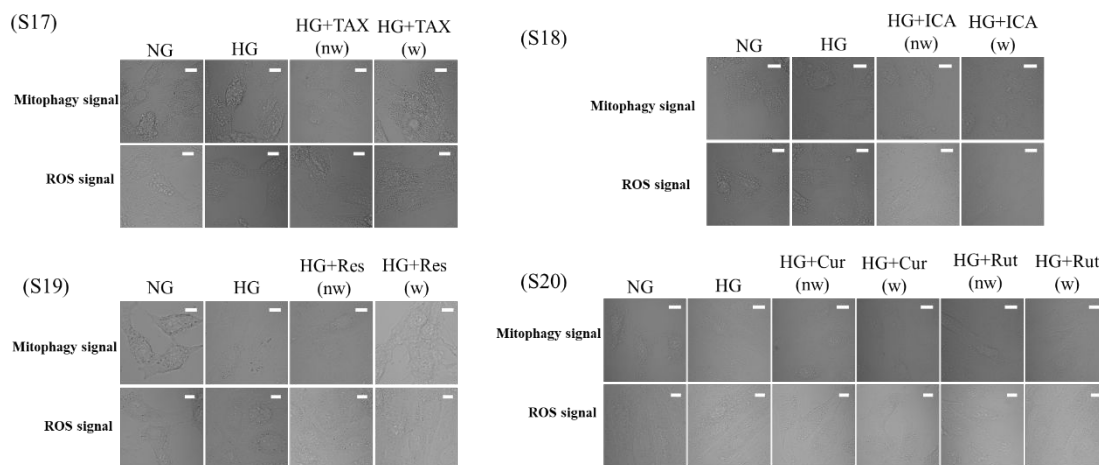 (S17)
NG HG HG+TAX (nw) HG+TAX (w)
Mitophagy signal
ROS signal
(S18)
NG HG HG+ICA (nw) HG+ICA (w)
Mitophagy signal
ROS signal
(S19)
NG HG HG+Res (nw) HG+Res (w)
Mitophagy signal
ROS signal
(S20)
NG HG HG+Cur (nw) HG+Cur (w) HG+Rut (nw) HG+Rut (w)
Mitophagy signal
ROS signal